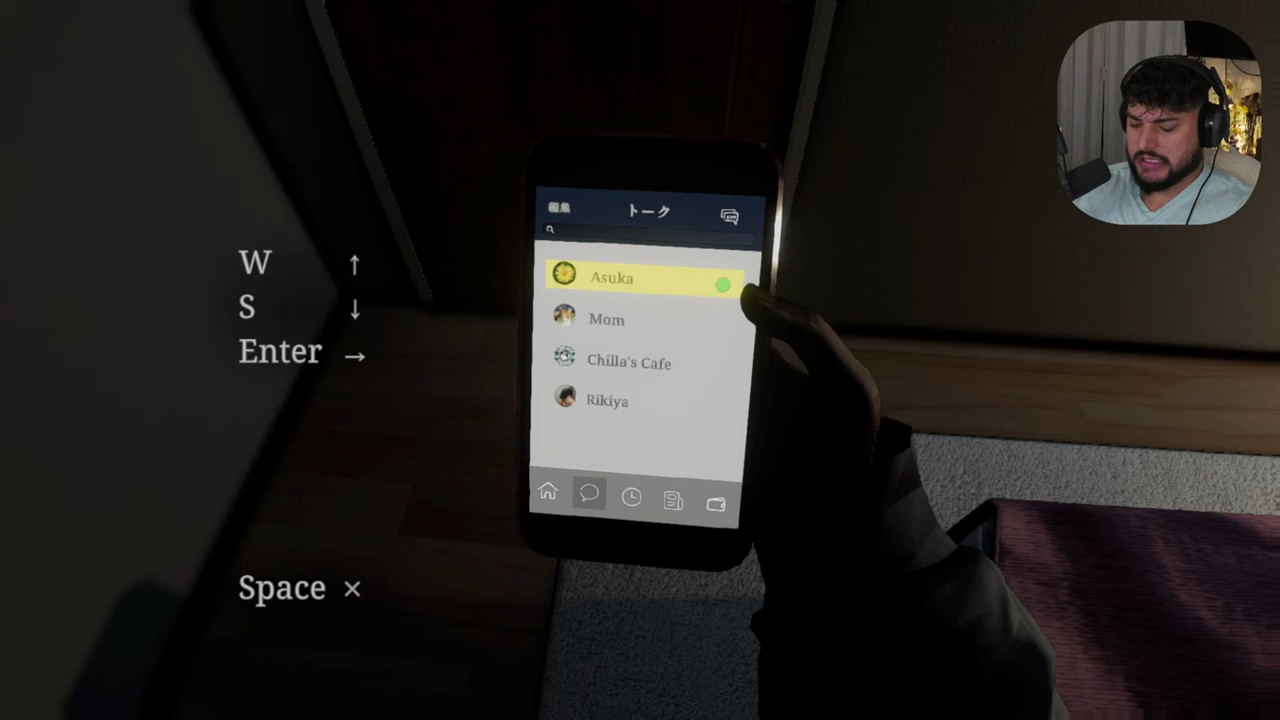 編集 トーク
Asuka
Mom
Chilla's Cafe
Rikiya
W ↑
S ↓
Enter →
Space ×